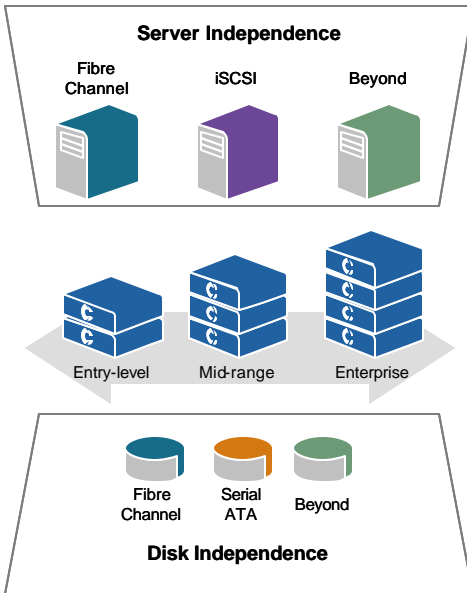 Server Independence
Fibre
Channel
iSCSI
Beyond
Entry-level
Mid-range
Enterprise
Fibre
Channel
Serial
ATA
Beyond
Disk Independence